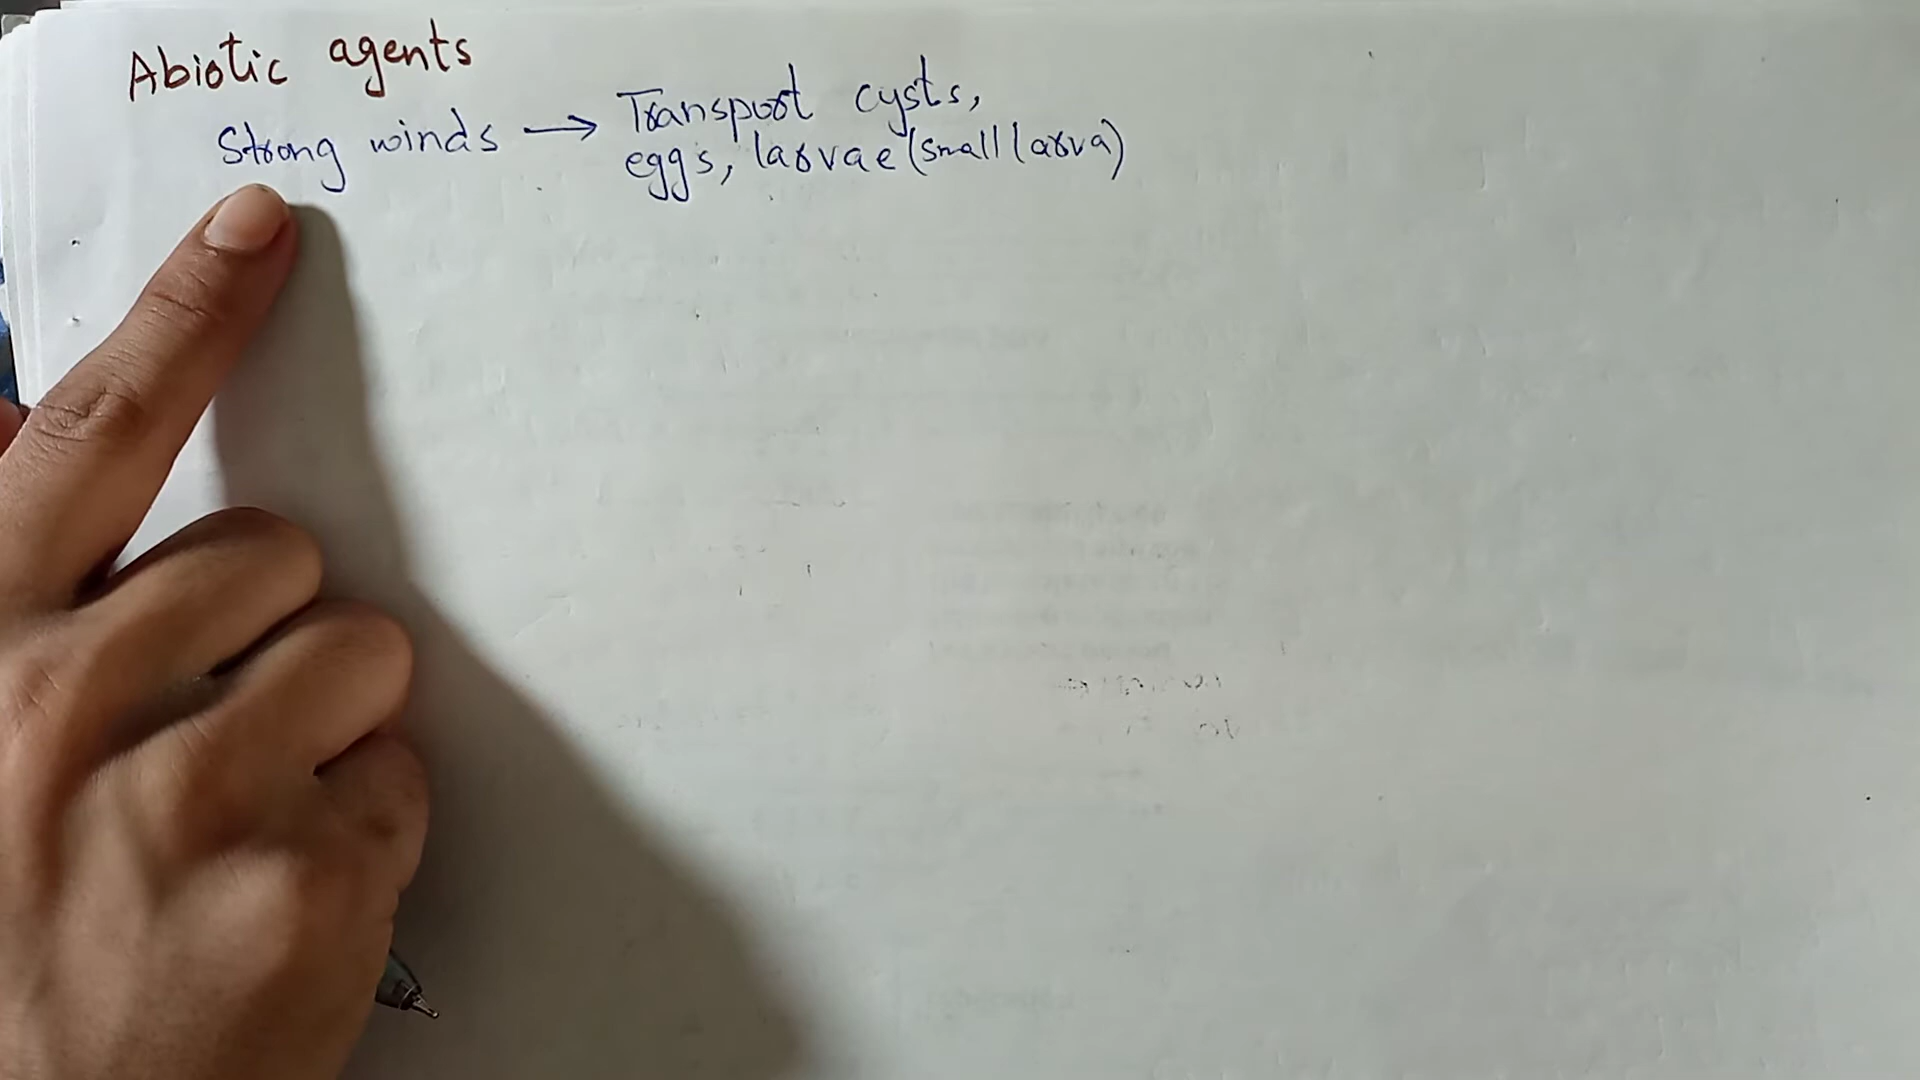 Abiotic agents
Strong winds → Transport cysts,
eggs, larvae (small larva)